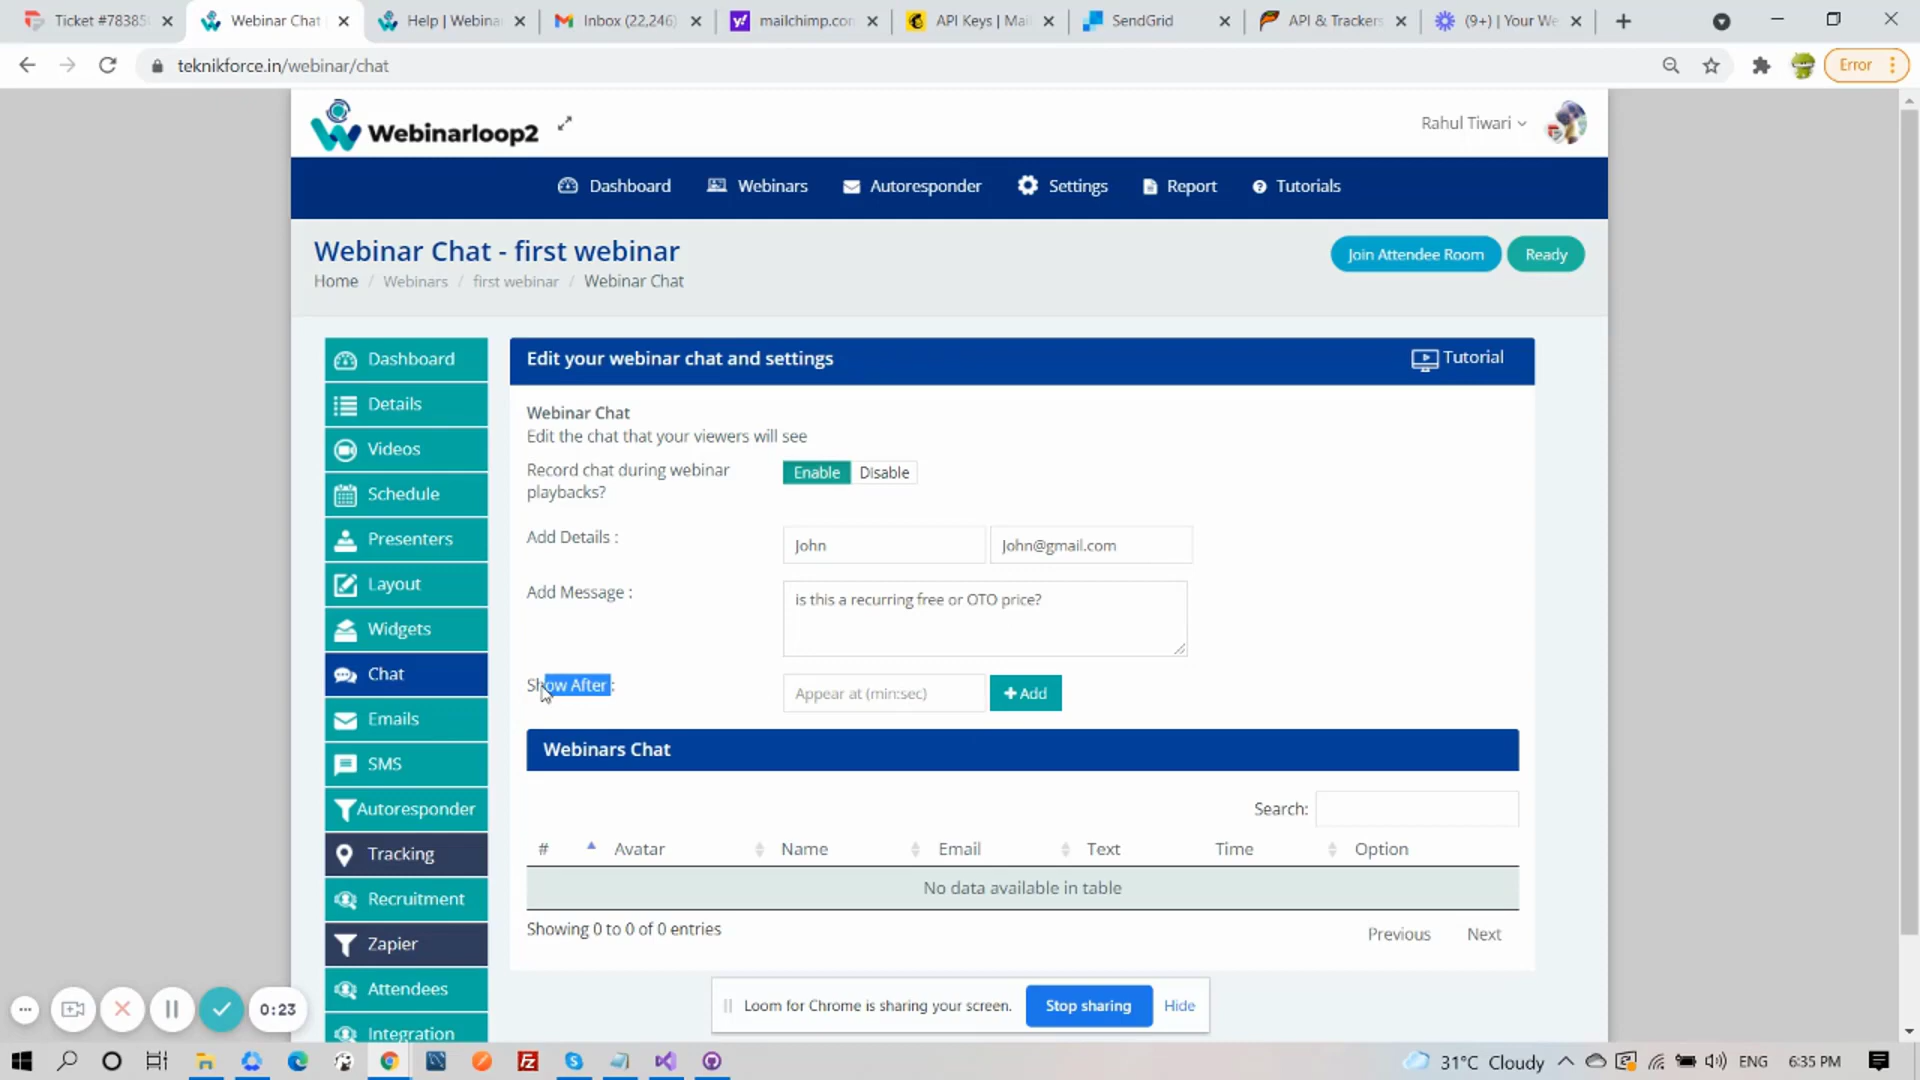 Ticket #78385
Webinar Chat
Help | Webina
Inbox (22,246)
mailchimp.com
API Keys | Mai
SendGrid
API & Trackers
(9+) | Your We
teknikforce.in/webinar/chat
Error
Webinarloop2
Rahul Tiwari
Dashboard
Webinars
Autoresponder
Settings
Report
Tutorials
Webinar Chat - first webinar
Join Attendee Room
Ready
Home / Webinars / first webinar / Webinar Chat
Dashboard
Details
Videos
Schedule
Presenters
Layout
Widgets
Chat
Emails
SMS
Autoresponder
Tracking
Recruitment
Zapier
Attendees
Integration
Edit your webinar chat and settings
Tutorial
Webinar Chat
Edit the chat that your viewers will see
Record chat during webinar
playbacks?
Enable
Disable
Add Details :
John
John@gmail.com
Add Message :
is this a recurring free or OTO price?
Show After :
Appear at (min:sec)
+ Add
Webinars Chat
Search:
# Avatar Name Email Text Time Option
No data available in table
Showing 0 to 0 of 0 entries
Previous
Next
0:23
Loom for Chrome is sharing your screen.
Stop sharing
Hide
31°C Cloudy
ENG
6:35 PM